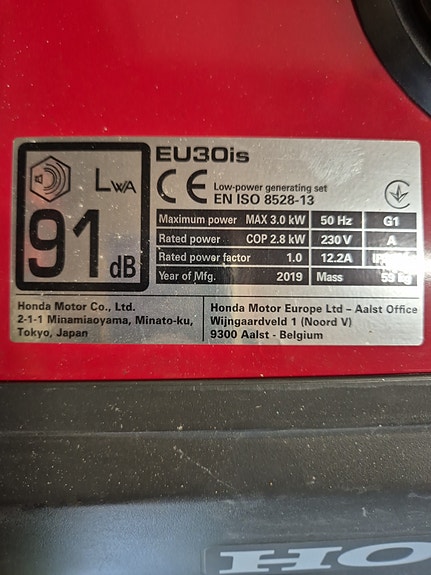 LWA
91
dB
EU30is
CE Low-power generating set
EN ISO 8528-13
Maximum power MAX 3.0 kW 50 Hz G1
Rated power COP 2.8 kW 230 V A
Rated power factor 1.0 12.2A
Year of Mfg. 2019 Mass kg
Honda Motor Co., Ltd.
2-1-1 Minamiaoyama, Minato-ku,
Tokyo, Japan
Honda Motor Europe Ltd – Aalst Office
Wijngaardveld 1 (Noord V)
9300 Aalst - Belgium
HO